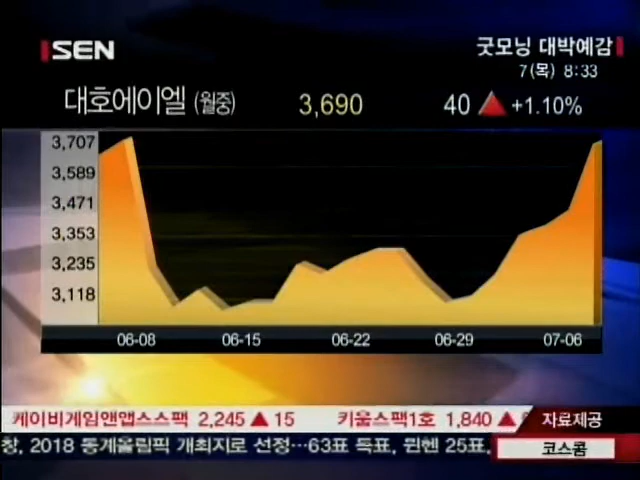 SEN
굿모닝 대박예감
7(목) 8:33
대호에이엘 (월중) 3,690 40 ▲ +1.10%
3,707
3,589
3,471
3,353
3,235
3,118
06-08 06-15 06-22 06-29 07-06
케이비게임앤앱스스팩 2,245 ▲ 15 키움스팩1호 1,840 ▲
자료제공
창, 2018 동계올림픽 개최지로 선정…63표 득표, 뮌헨 25표,
코스콤